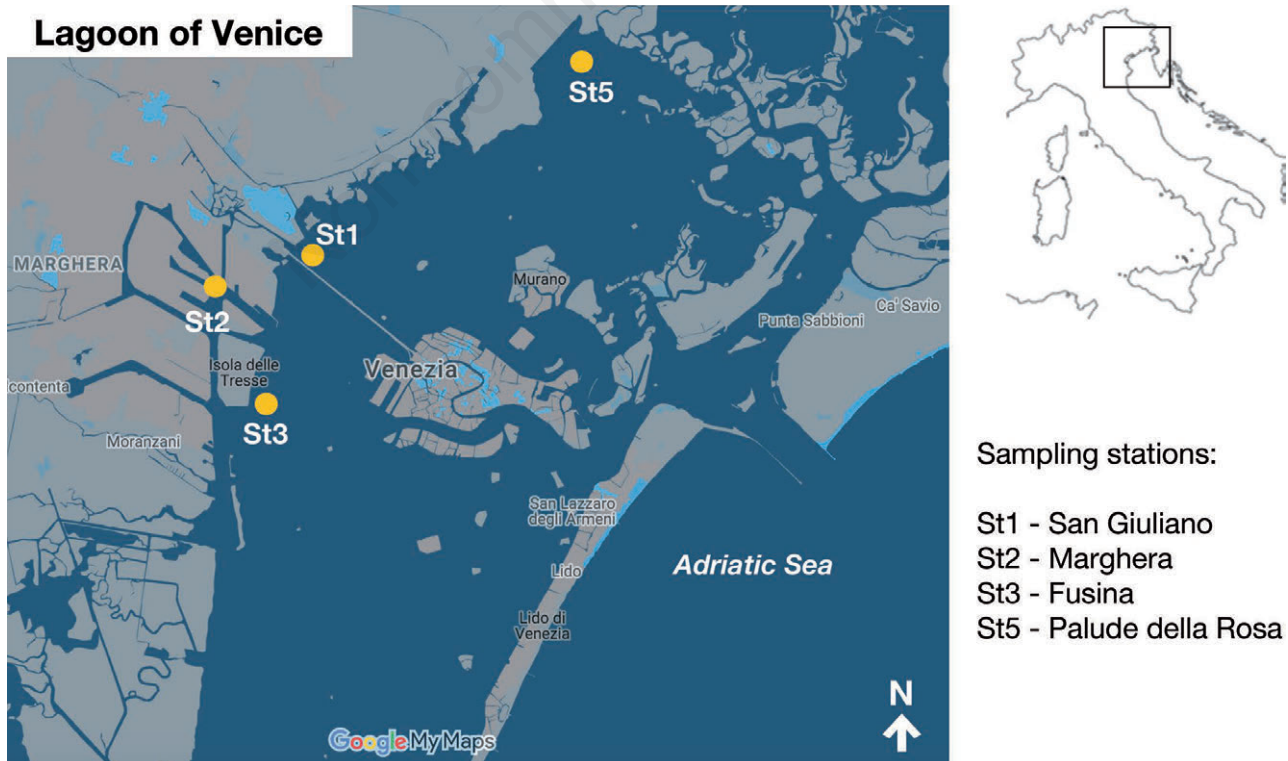 Lagoon of Venice
St5
St1
MARGHERA
Murano
St2
Ca' Savio
Punta Sabbioni
Isola delle
Tresse
Venezia
lcontenta
St3
Moranzani
San Lazzaro
degli Armeni
Lido
Adriatic Sea
Lido di
Venezia
N
Google My Maps
Sampling stations:
St1 - San Giuliano
St2 - Marghera
St3 - Fusina
St5 - Palude della Rosa